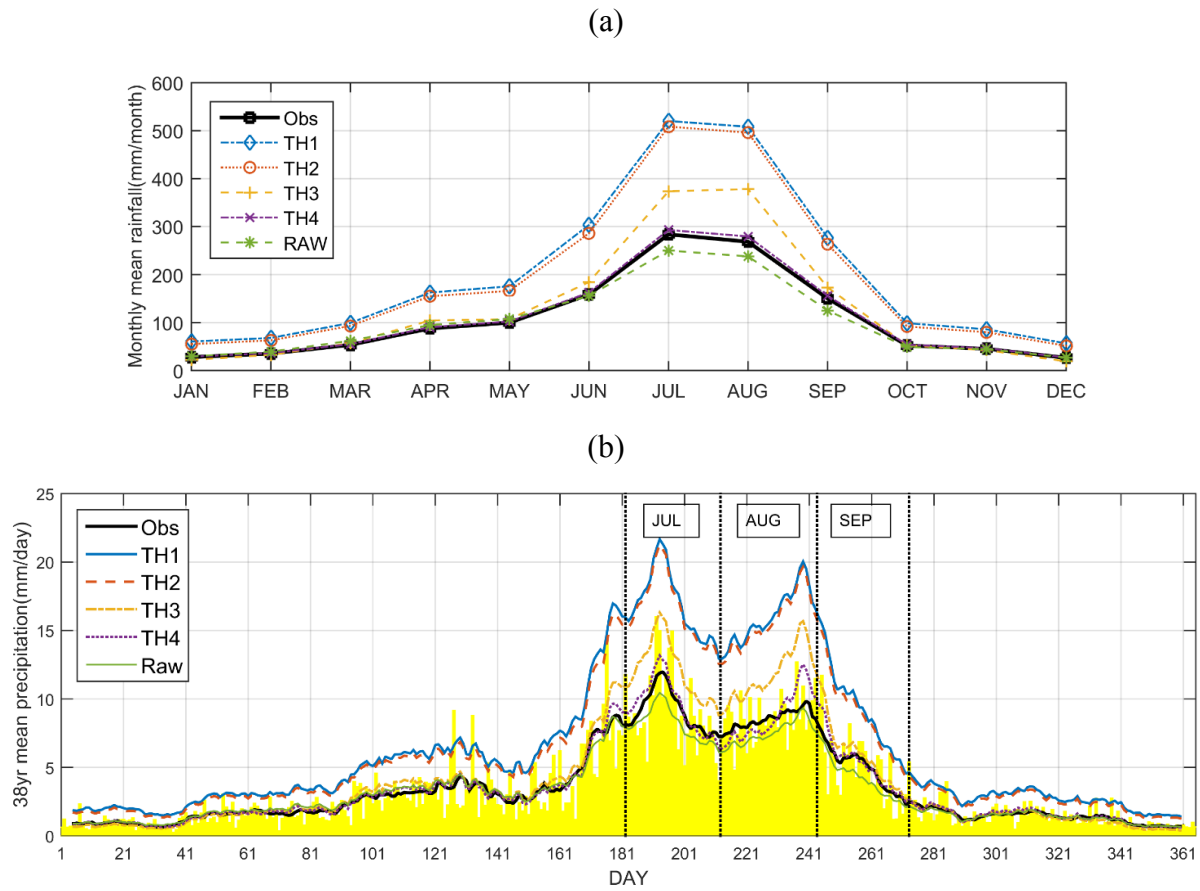 (a)
600
500
400
300
200
100
0
Monthly mean rainfall(mm/month)
Obs
TH1
TH2
TH3
TH4
RAW
JAN FEB MAR APR MAY JUN JUL AUG SEP OCT NOV DEC
(b)
25
20
15
10
5
0
38yr mean precipitation(mm/day)
Obs
TH1
TH2
TH3
TH4
Raw
JUL AUG SEP
1 21 41 61 81 101 121 141 161 181 201 221 241 261 281 301 321 341 361
DAY